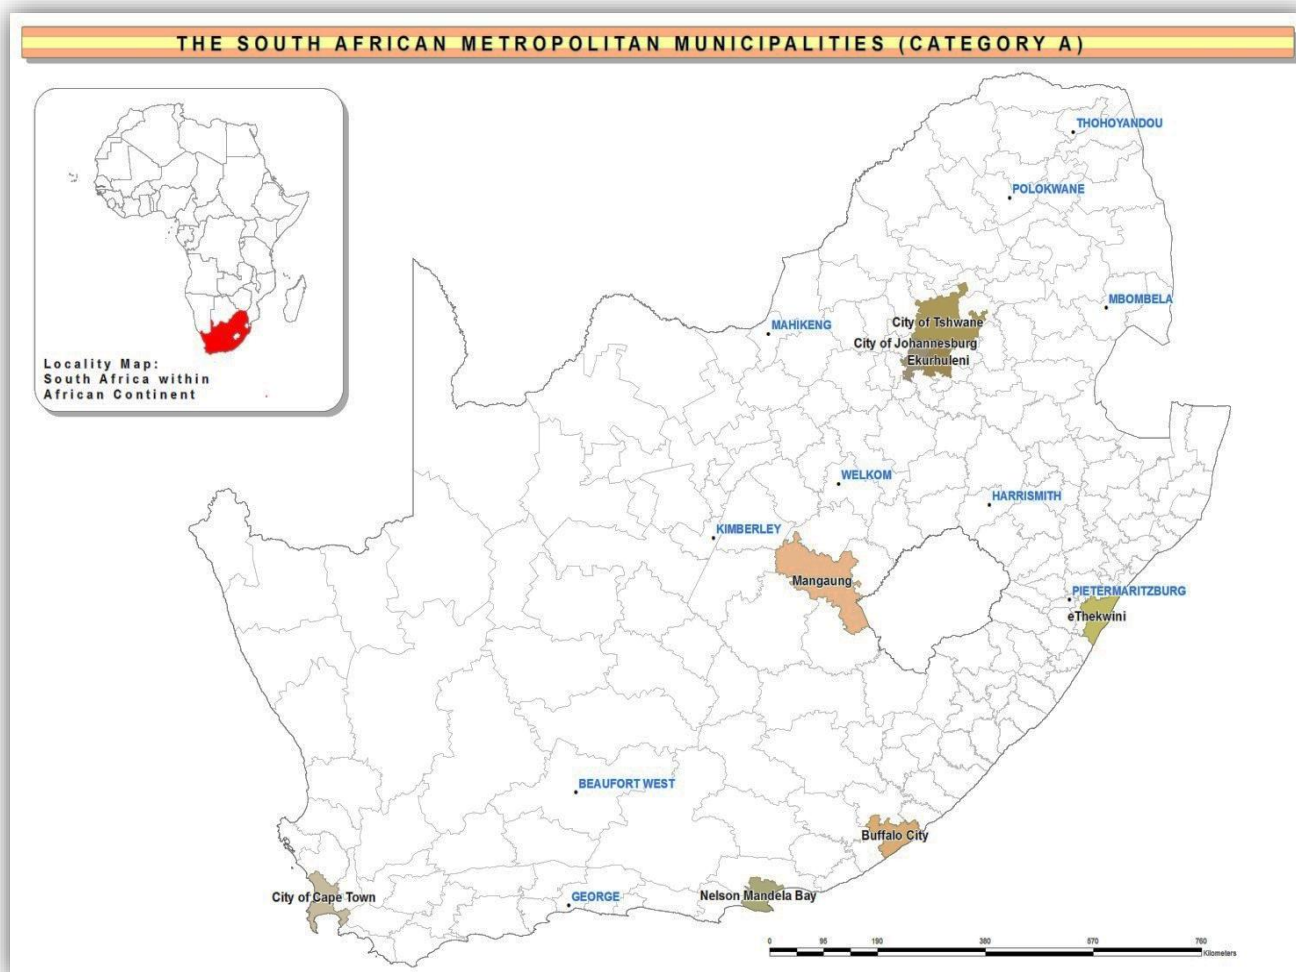 THE SOUTH AFRICAN METROPOLITAN MUNICIPALITIES (CATEGORY A)
Locality Map:
South Africa within
African Continent
THOHOYANDOU
POLOKWANE
MBOMBELA
MAHIKENG
City of Tshwane
City of Johannesburg
Ekurhuleni
WELKOM
HARRISMITH
KIMBERLEY
Mangaung
PIETERMARITZBURG
eThekwini
BEAUFORT WEST
Buffalo City
City of Cape Town
GEORGE
Nelson Mandela Bay
0 95 190 380 570 760
Kilometers